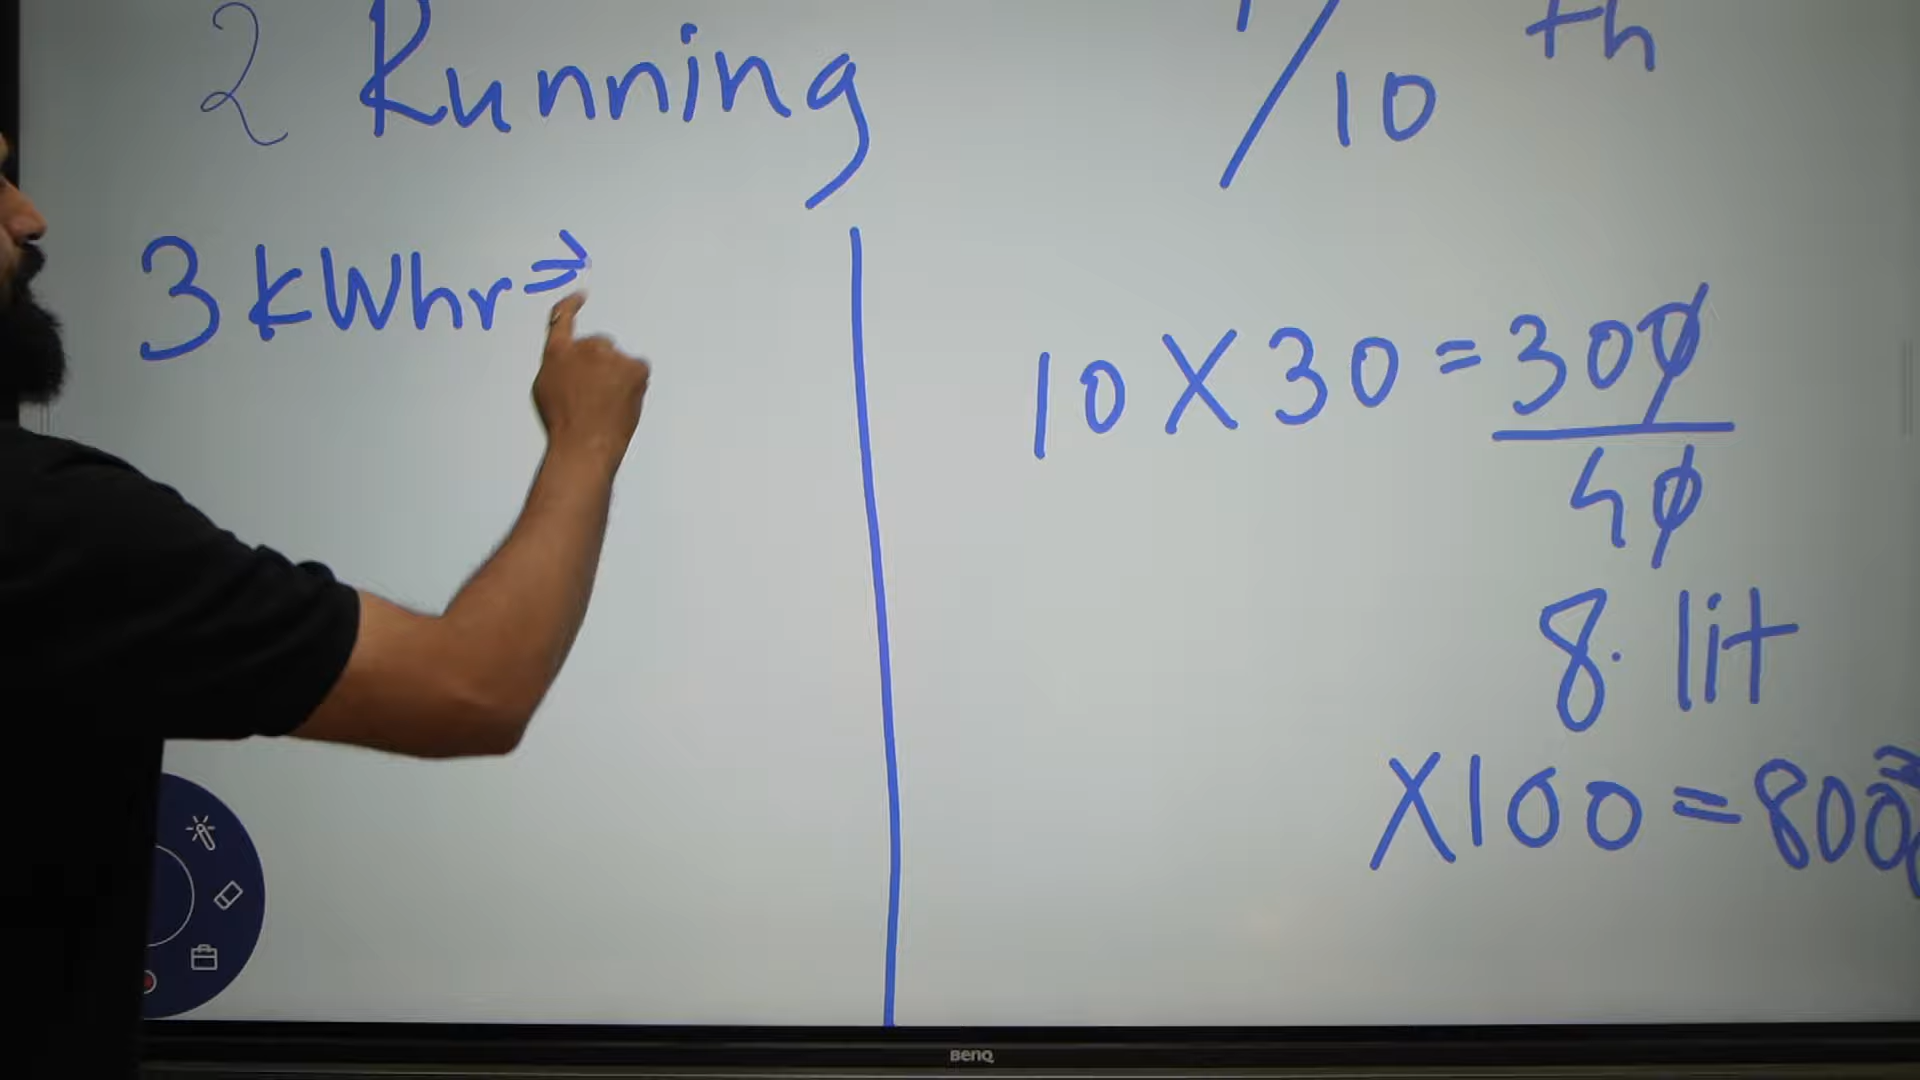 2 Running
/10 th
3 kWhr ⇒
10 X 30 = 300
40
8. lit
X100 = 800
BenQ